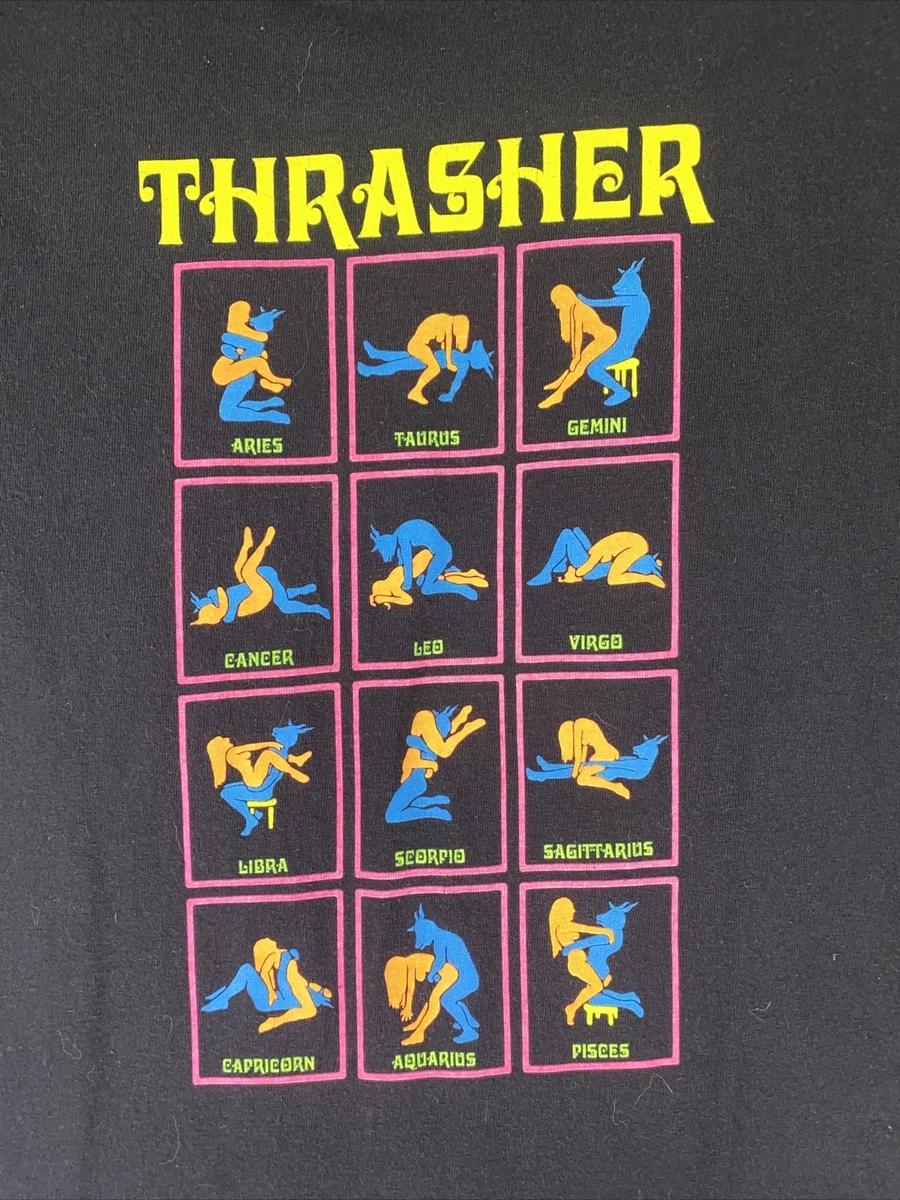 THRASHER
ARIES TAURUS GEMINI
CANCER LEO VIRGO
LIBRA SCORPIO SAGITTARIUS
CAPRICORN AQUARIUS PISCES